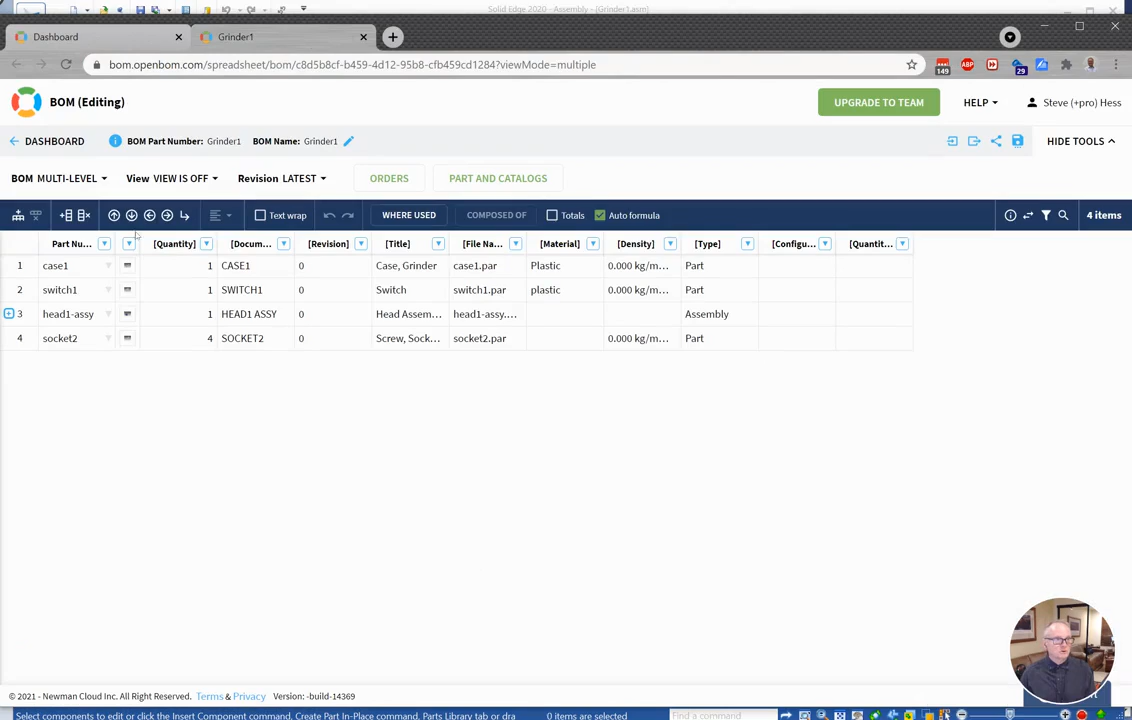 Solid Edge 2020 - Assembly - [Grinder1.asm]
Dashboard
Grinder1
bom.openbom.com/spreadsheet/bom/c8d5b8cf-b459-4d12-95b8-cfb459cd1284?viewMode=multiple
149
ABP
29
BOM (Editing)
UPGRADE TO TEAM
HELP
Steve (+pro) Hess
DASHBOARD
BOM Part Number: Grinder1
BOM Name: Grinder1
HIDE TOOLS
BOM MULTI-LEVEL
View VIEW IS OFF
Revision LATEST
ORDERS
PART AND CATALOGS
Text wrap
WHERE USED
COMPOSED OF
Totals
Auto formula
4 items
Part Nu... [Quantity] [Docum... [Revision] [Title] [File Na... [Material] [Density] [Type] [Configu... [Quantit...
1 case1 1 CASE1 0 Case, Grinder case1.par Plastic 0.000 kg/m... Part
2 switch1 1 SWITCH1 0 Switch switch1.par plastic 0.000 kg/m... Part
3 head1-assy 1 HEAD1 ASSY 0 Head Assem... head1-assy.... Assembly
4 socket2 4 SOCKET2 0 Screw, Sock... socket2.par 0.000 kg/m... Part
© 2021 - Newman Cloud Inc. All Right Reserved. Terms & Privacy Version: -build-14369
Select components to edit or click the Insert Component command, Create Part In-Place command, Parts Library tab or dra
0 items are selected
Find a command